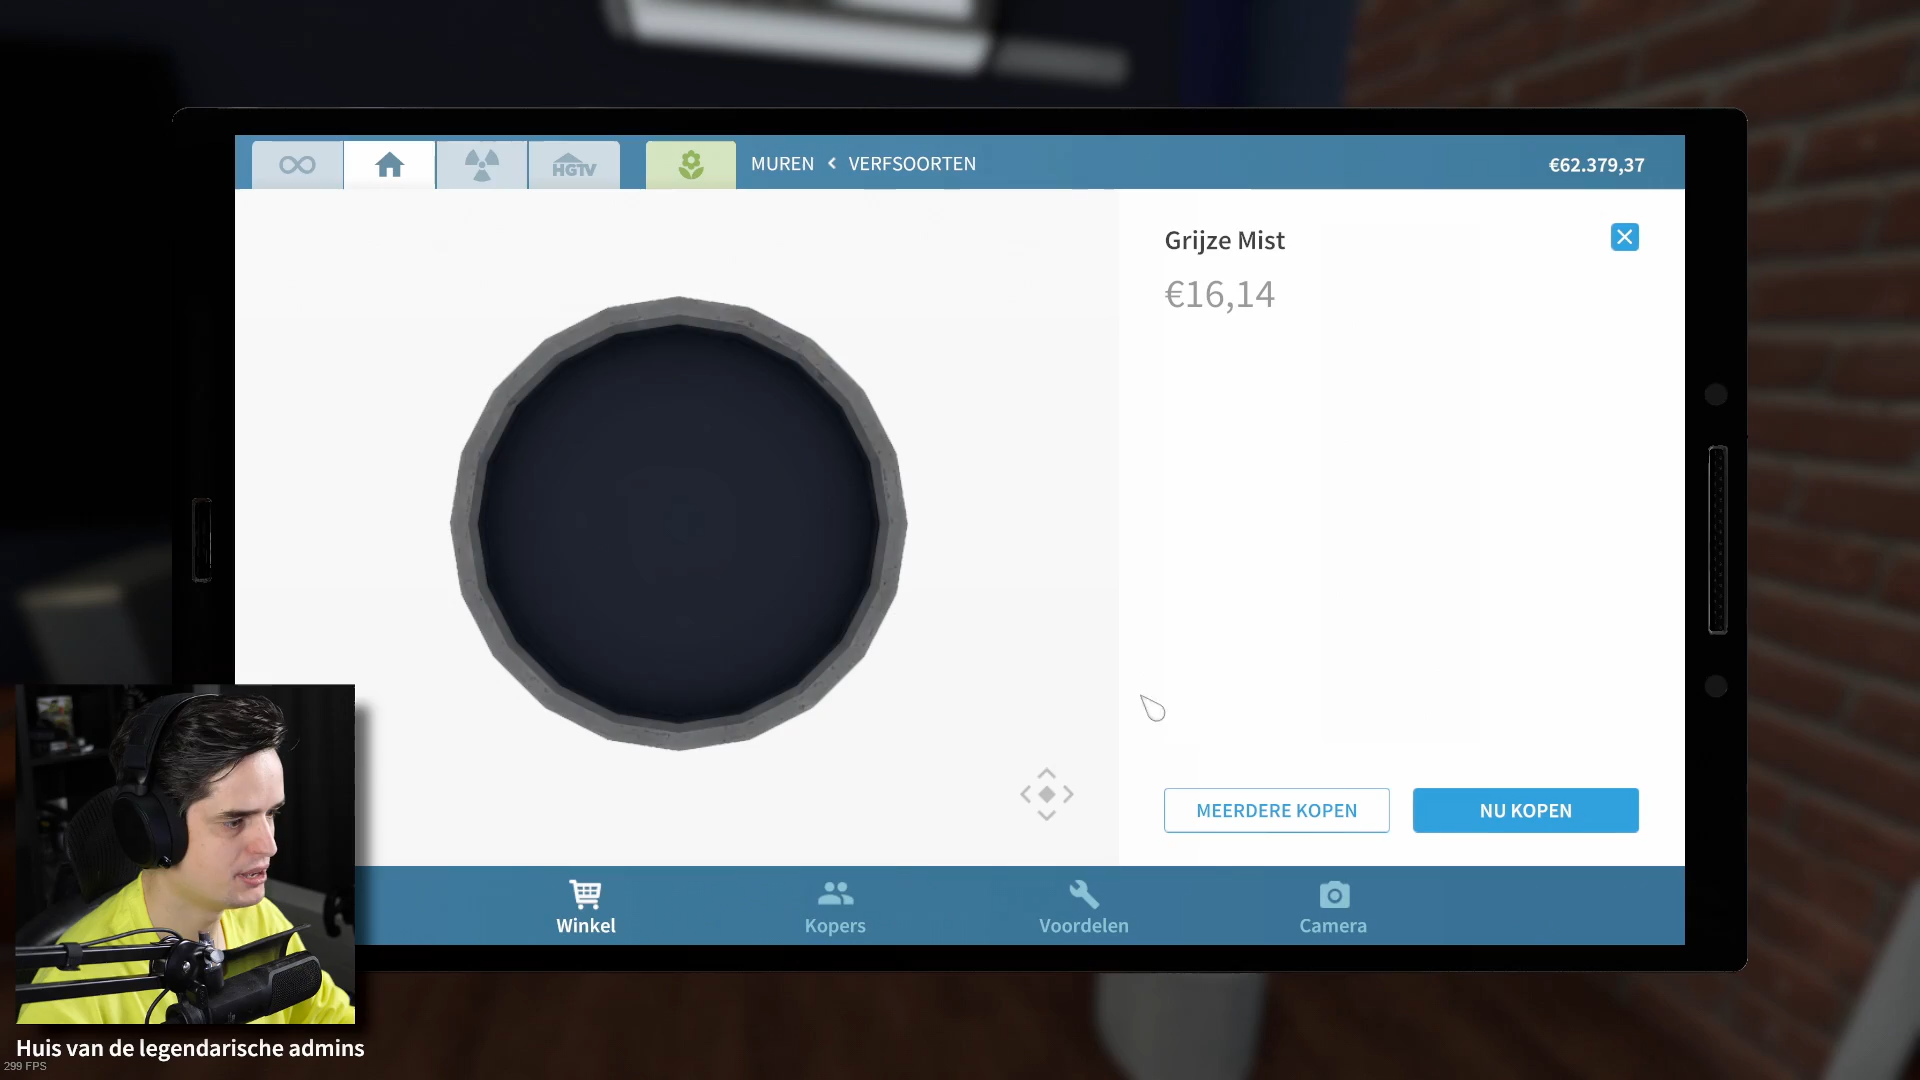 HGTV
MUREN < VERFSOORTEN
€62.379,37
Grijze Mist
€16,14
MEERDERE KOPEN
NU KOPEN
Winkel
Kopers
Voordelen
Camera
Huis van de legendarische admins
299 FPS